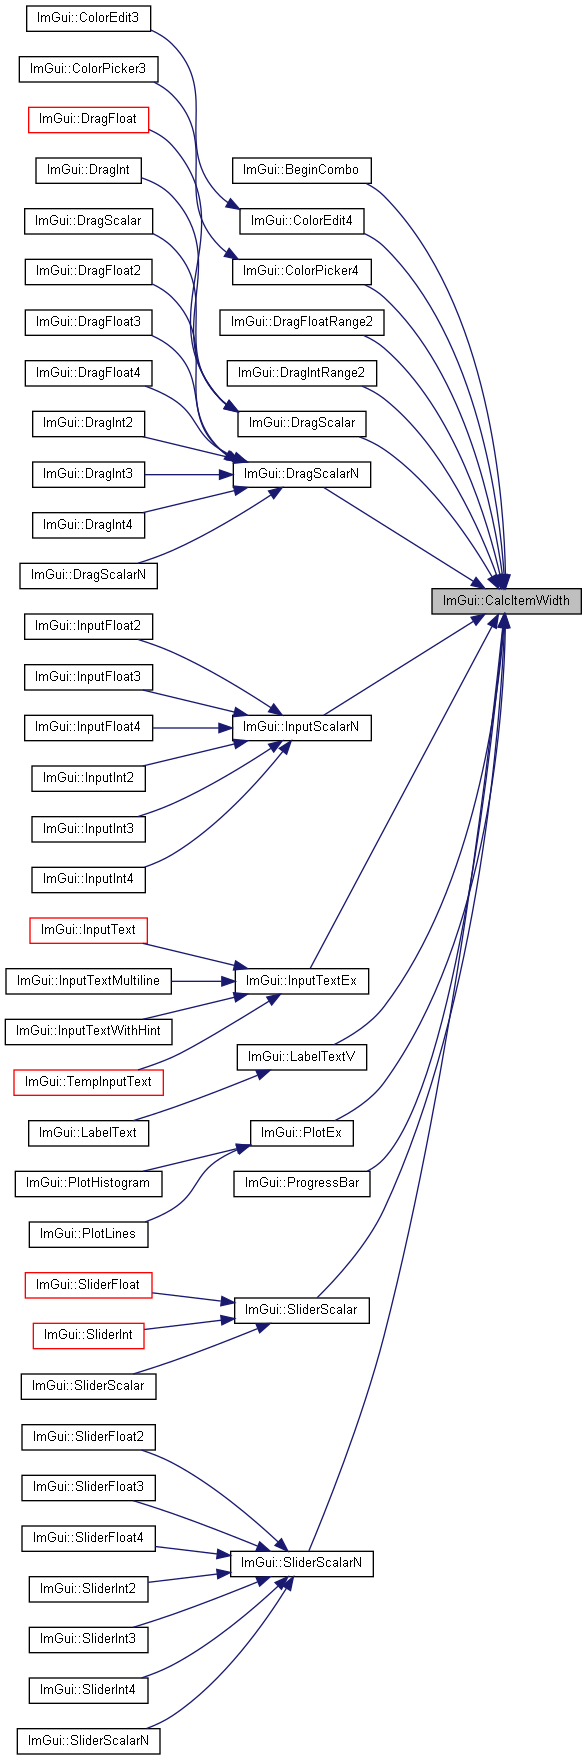 ImGui::ColorEdit3
ImGui::ColorPicker3
ImGui::DragFloat
ImGui::DragInt
ImGui::DragScalar
ImGui::DragFloat2
ImGui::DragFloat3
ImGui::DragFloat4
ImGui::DragInt2
ImGui::DragInt3
ImGui::DragInt4
ImGui::DragScalarN
ImGui::InputFloat2
ImGui::InputFloat3
ImGui::InputFloat4
ImGui::InputInt2
ImGui::InputInt3
ImGui::InputInt4
ImGui::InputText
ImGui::InputTextMultiline
ImGui::InputTextWithHint
ImGui::TempInputText
ImGui::LabelText
ImGui::PlotHistogram
ImGui::PlotLines
ImGui::SliderFloat
ImGui::SliderInt
ImGui::SliderScalar
ImGui::SliderFloat2
ImGui::SliderFloat3
ImGui::SliderFloat4
ImGui::SliderInt2
ImGui::SliderInt3
ImGui::SliderInt4
ImGui::SliderScalarN
ImGui::BeginCombo
ImGui::ColorEdit4
ImGui::ColorPicker4
ImGui::DragFloatRange2
ImGui::DragIntRange2
ImGui::DragScalar
ImGui::DragScalarN
ImGui::InputScalarN
ImGui::InputTextEx
ImGui::LabelTextV
ImGui::PlotEx
ImGui::ProgressBar
ImGui::SliderScalar
ImGui::SliderScalarN
ImGui::CalcItemWidth